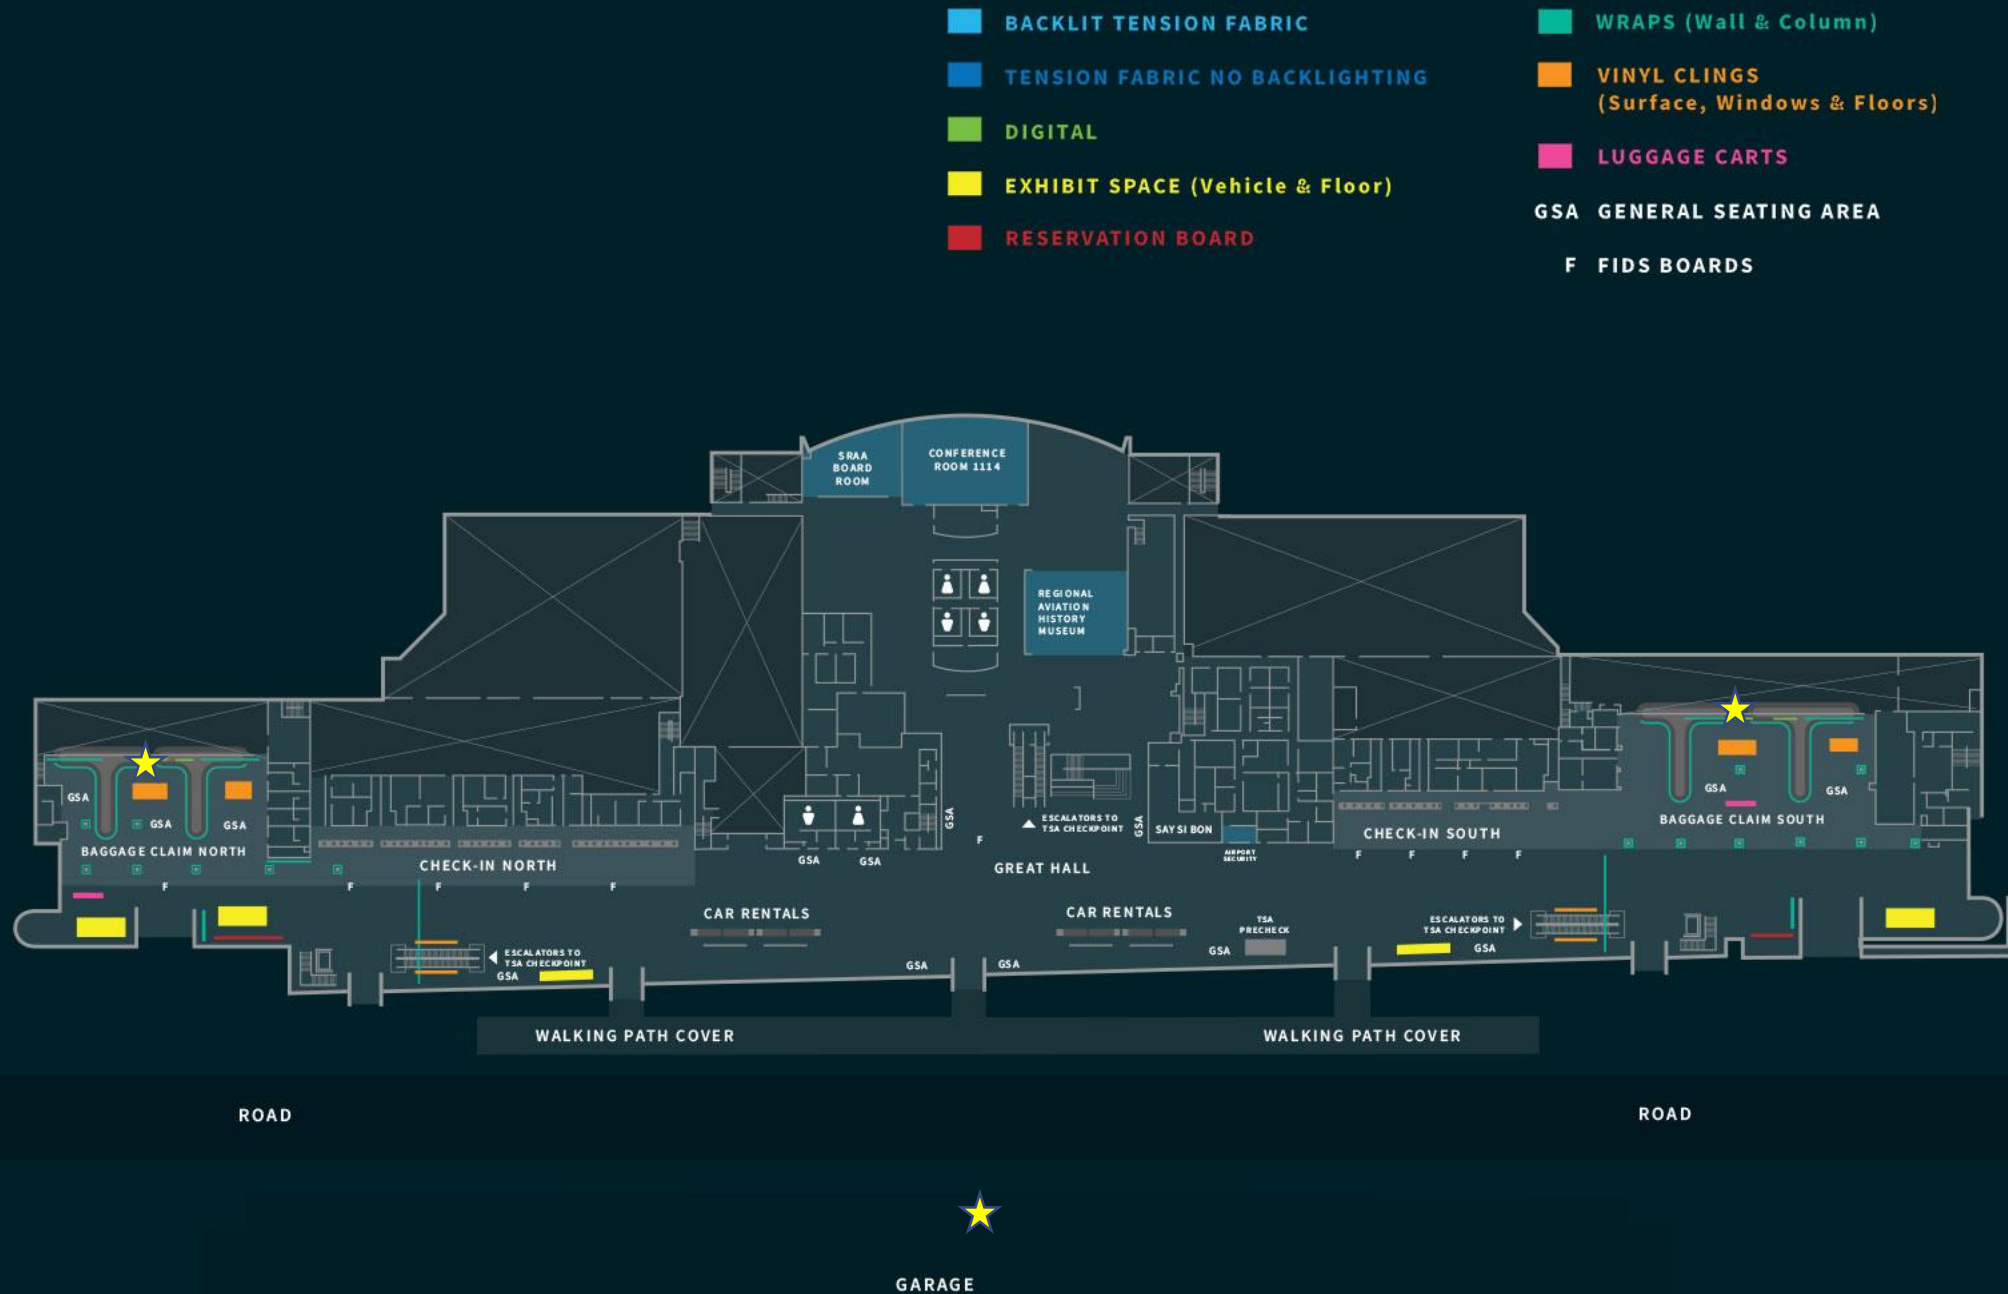 BACKLIT TENSION FABRIC
TENSION FABRIC NO BACKLIGHTING
DIGITAL
EXHIBIT SPACE (Vehicle & Floor)
RESERVATION BOARD
WRAPS (Wall & Column)
VINYL CLINGS
(Surface, Windows & Floors)
LUGGAGE CARTS
GSA GENERAL SEATING AREA
F FIDS BOARDS
SRAA
BOARD
ROOM
CONFERENCE
ROOM 1114
REGIONAL
AVIATION
HISTORY
MUSEUM
GSA
GSA
GSA
BAGGAGE CLAIM NORTH
F
CHECK-IN NORTH
F
F
F
F
ESCALATORS TO
TSA CHECKPOINT
GSA
GSA
GSA
GSA
CAR RENTALS
GSA
F
GREAT HALL
ESCALATORS TO
TSA CHECKPOINT
GSA
SAY SI BON
AIRPORT
SECURITY
CAR RENTALS
GSA
TSA
PRECHECK
GSA
CHECK-IN SOUTH
F
F
F
F
ESCALATORS TO
TSA CHECKPOINT
GSA
GSA
GSA
BAGGAGE CLAIM SOUTH
WALKING PATH COVER
WALKING PATH COVER
ROAD
ROAD
GARAGE